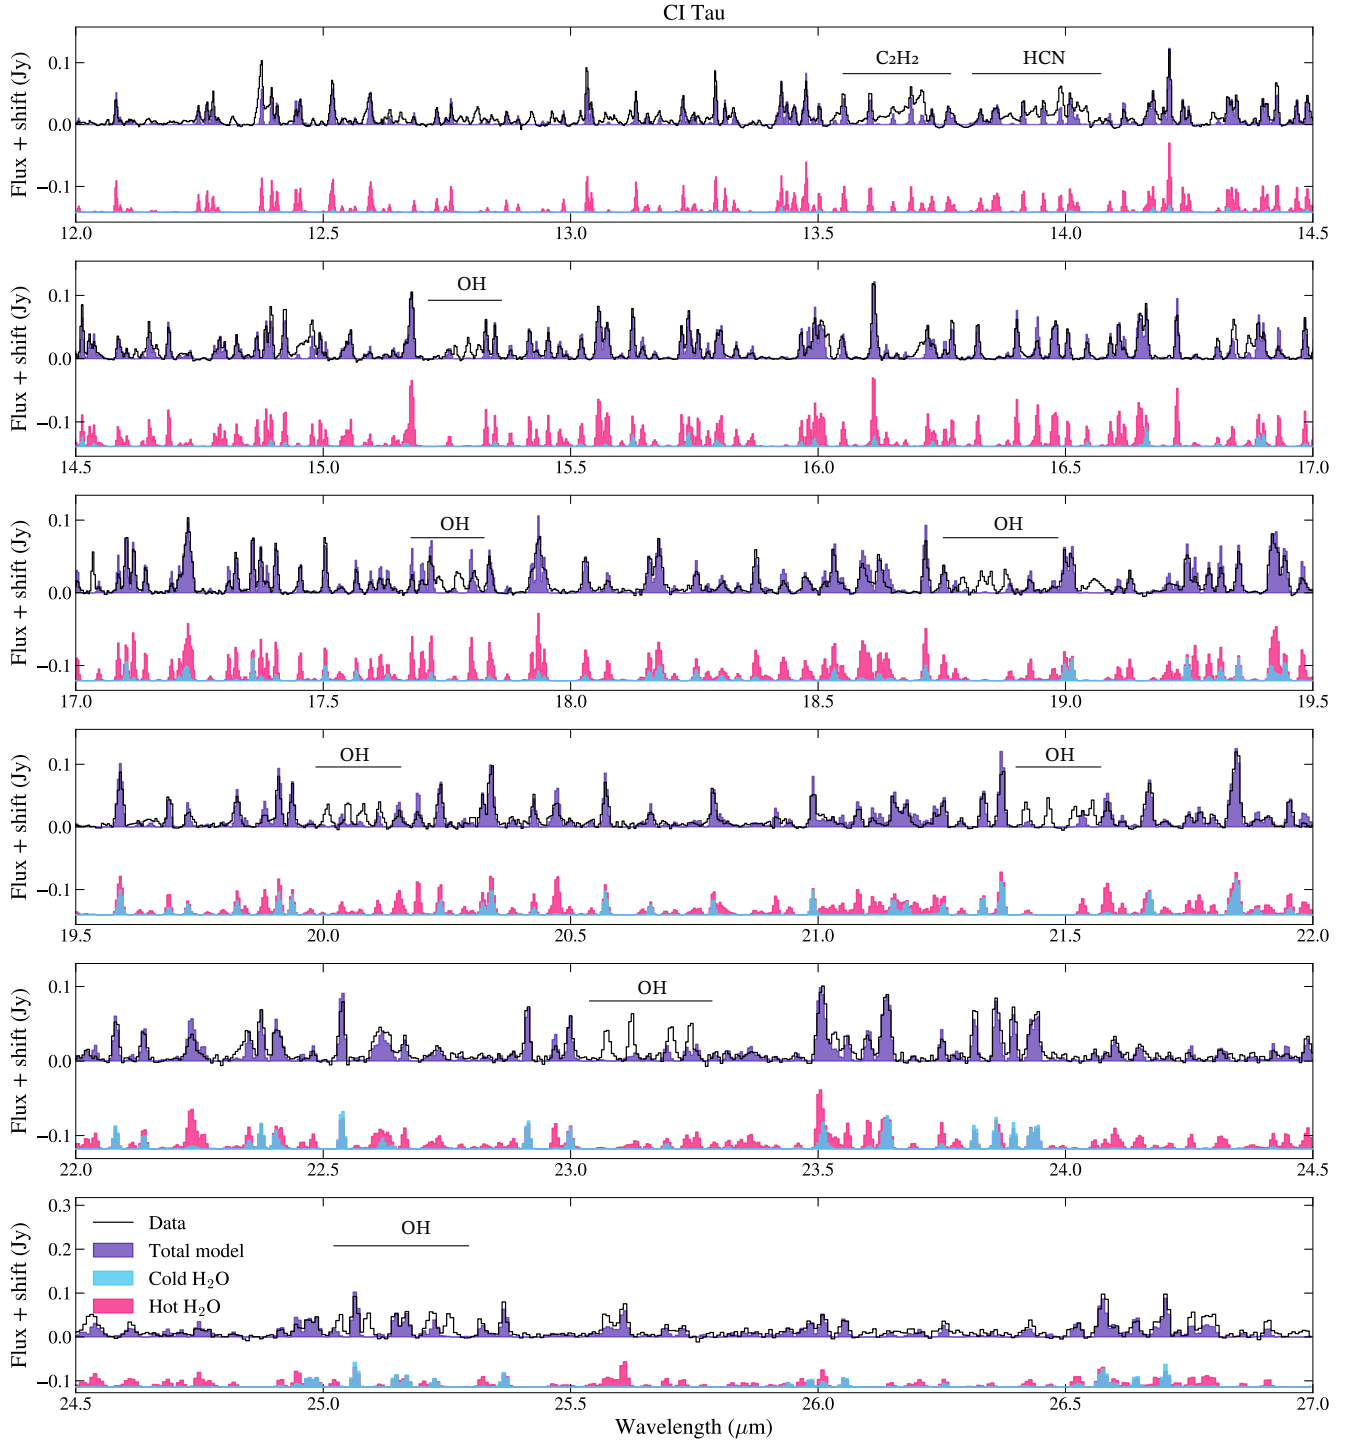 CI Tau
Flux + shift (Jy)
0.1
0.0
−0.1
C2H2
HCN
12.0 12.5 13.0 13.5 14.0 14.5
Flux + shift (Jy)
0.1
0.0
−0.1
OH
14.5 15.0 15.5 16.0 16.5 17.0
Flux + shift (Jy)
0.1
0.0
−0.1
OH
OH
17.0 17.5 18.0 18.5 19.0 19.5
Flux + shift (Jy)
0.1
0.0
−0.1
OH
OH
19.5 20.0 20.5 21.0 21.5 22.0
Flux + shift (Jy)
0.1
0.0
−0.1
OH
22.0 22.5 23.0 23.5 24.0 24.5
Flux + shift (Jy)
0.3
0.2
0.1
0.0
−0.1
Data
Total model
Cold H₂O
Hot H₂O
OH
24.5 25.0 25.5 26.0 26.5 27.0
Wavelength (μm)